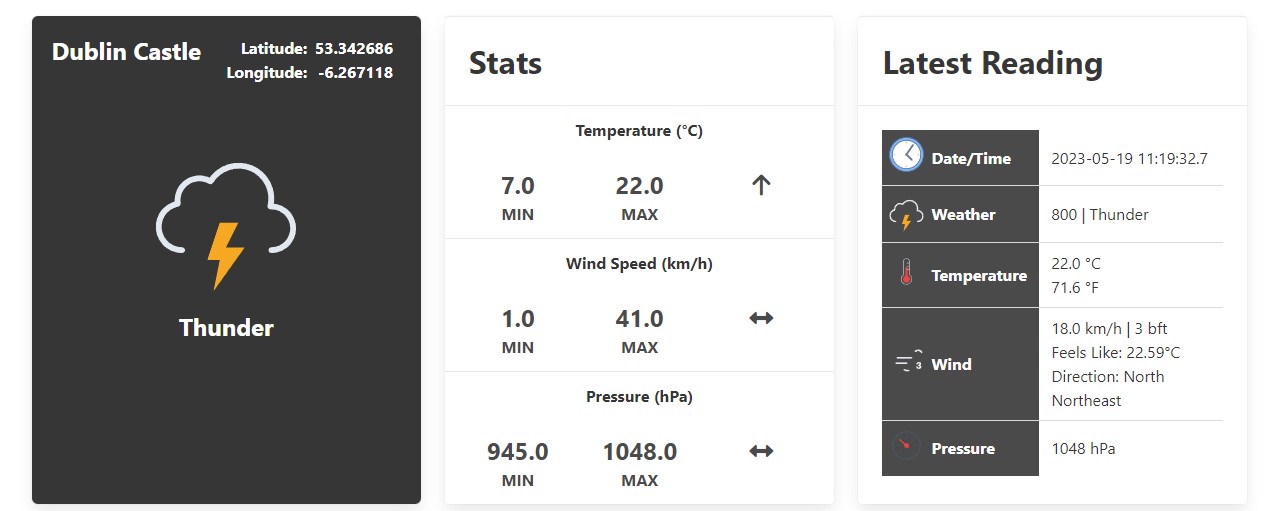 Dublin Castle
Latitude: 53.342686
Longitude: -6.267118
Thunder
Stats
Temperature (°C)
7.0 22.0
MIN MAX
Wind Speed (km/h)
1.0 41.0
MIN MAX
Pressure (hPa)
945.0 1048.0
MIN MAX
Latest Reading
Date/Time 2023-05-19 11:19:32.7
Weather 800 | Thunder
Temperature 22.0 °C
71.6 °F
18.0 km/h | 3 bft
Feels Like: 22.59°C
3 Wind Direction: North
Northeast
Pressure 1048 hPa